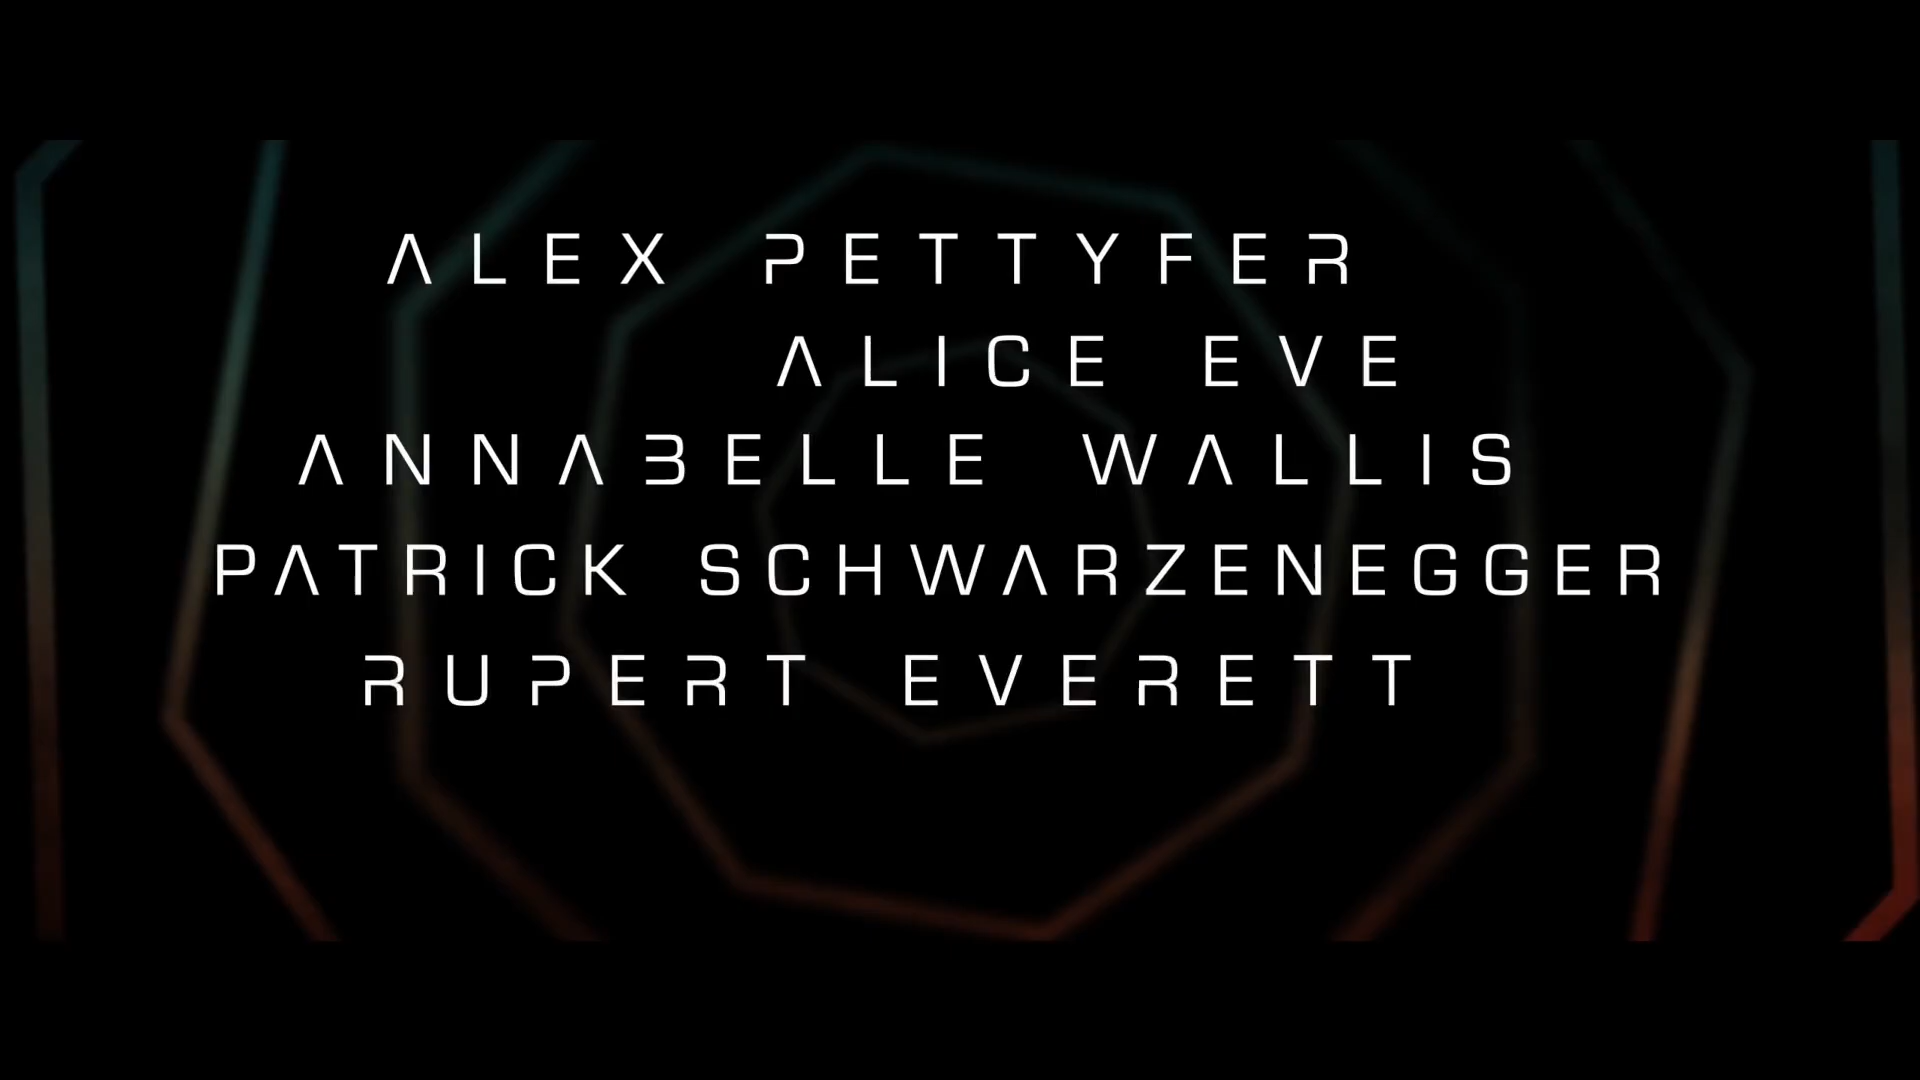 ALEX PETTYFER
ALICE EVE
ANNABELLE WALLIS
PATRICK SCHWARZENEGGER
RUPERT EVERETT